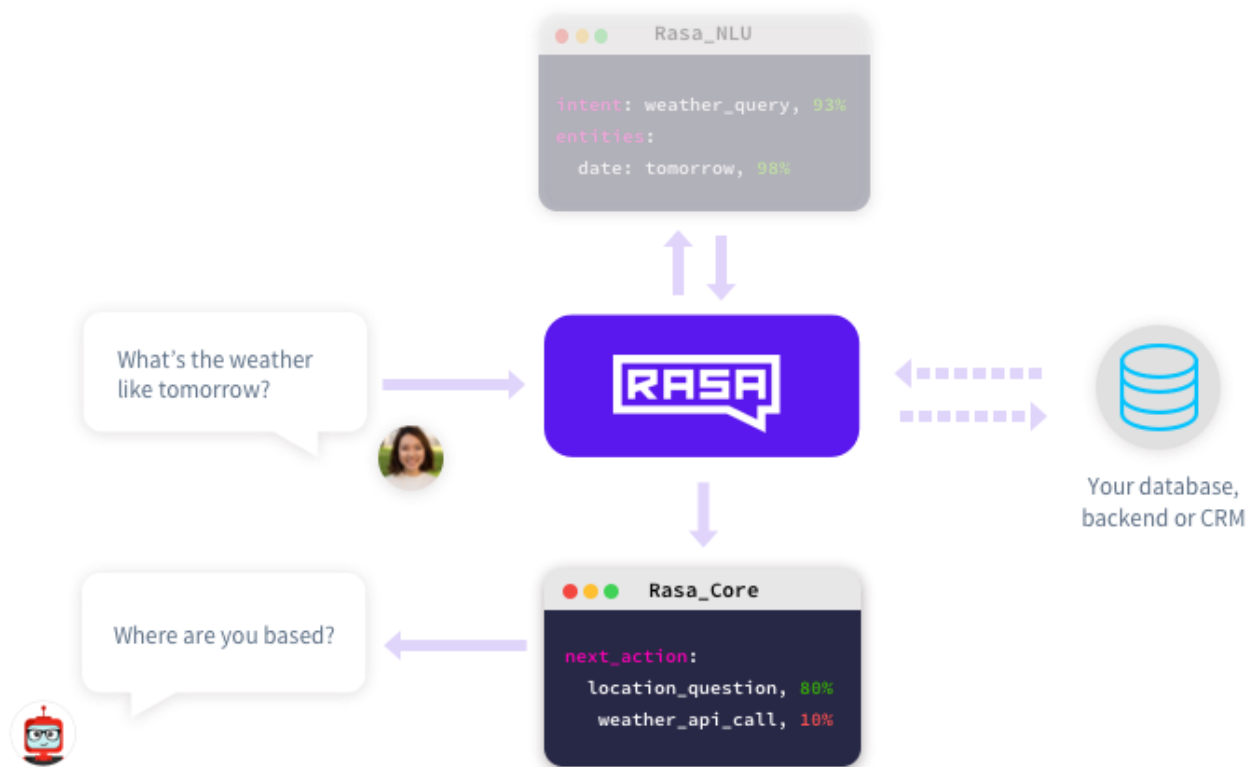 Rasa_NLU
intent: weather_query, 93%
entities:
date: tomorrow, 98%
What's the weather
like tomorrow?
RASA
Your database,
backend or CRM
Rasa_Core
next_action:
location_question, 80%
weather_api_call, 10%
Where are you based?